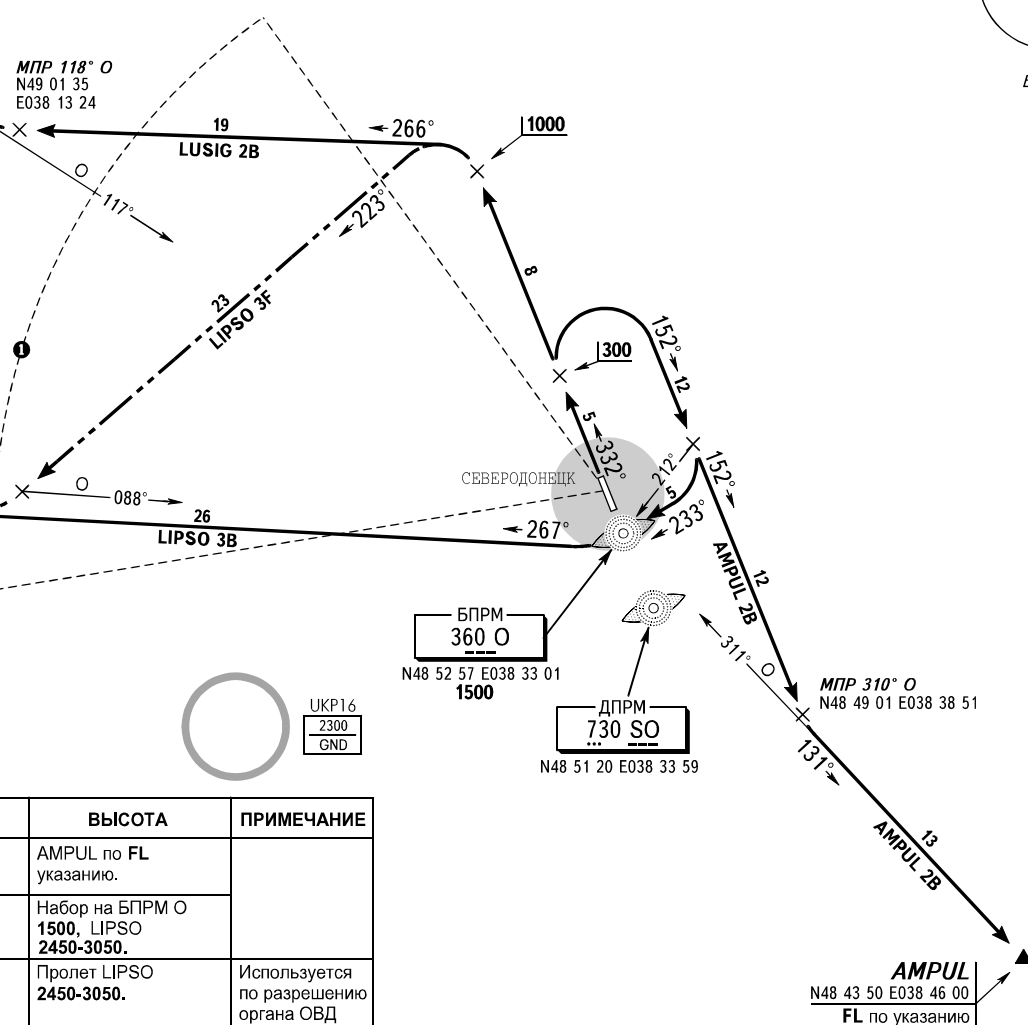 МПР 118° О
N49 01 35
E038 13 24
19
266°
LUSIG 2B
1000
О
117°
223°
8
23
LIPSO 3F
1
300
152°
12
5
332°
СЕВЕРОДОНЕЦК
212°
152°
5
233°
О
088°
26
267°
LIPSO 3B
12
AMPUL 2B
БПРМ
360 О
N48 52 57 E038 33 01
1500
311°
О
МПР 310° О
N48 49 01 E038 38 51
ДПРМ
730 SO
N48 51 20 E038 33 59
131°
UKP16
2300
GND
13
AMPUL 2B
ВЫСОТА
ПРИМЕЧАНИЕ
AMPUL по FL
указанию.
Набор на БПРМ О
1500, LIPSO
2450-3050.
Пролет LIPSO
2450-3050.
Используется
по разрешению
органа ОВД
AMPUL
N48 43 50 E038 46 00
FL по указанию